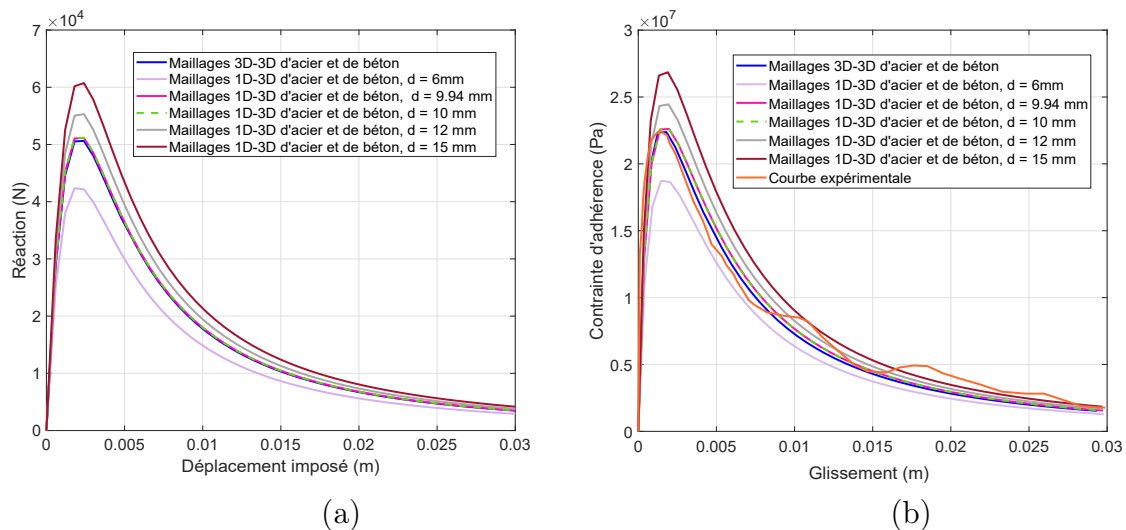 ×10⁴
7
6
5
4
3
2
1
0
Réaction (N)
Maillages 3D-3D d'acier et de béton
Maillages 1D-3D d'acier et de béton, d = 6mm
Maillages 1D-3D d'acier et de béton, d = 9.94 mm
Maillages 1D-3D d'acier et de béton, d = 10 mm
Maillages 1D-3D d'acier et de béton, d = 12 mm
Maillages 1D-3D d'acier et de béton, d = 15 mm
0 0.005 0.01 0.015 0.02 0.025 0.03
Déplacement imposé (m)
(a)
×10⁷
3
2.5
2
1.5
1
0.5
0
Contrainte d'adhérence (Pa)
Maillages 3D-3D d'acier et de béton
Maillages 1D-3D d'acier et de béton, d = 6mm
Maillages 1D-3D d'acier et de béton, d = 9.94 mm
Maillages 1D-3D d'acier et de béton, d = 10 mm
Maillages 1D-3D d'acier et de béton, d = 12 mm
Maillages 1D-3D d'acier et de béton, d = 15 mm
Courbe expérimentale
0 0.005 0.01 0.015 0.02 0.025 0.03
Glissement (m)
(b)